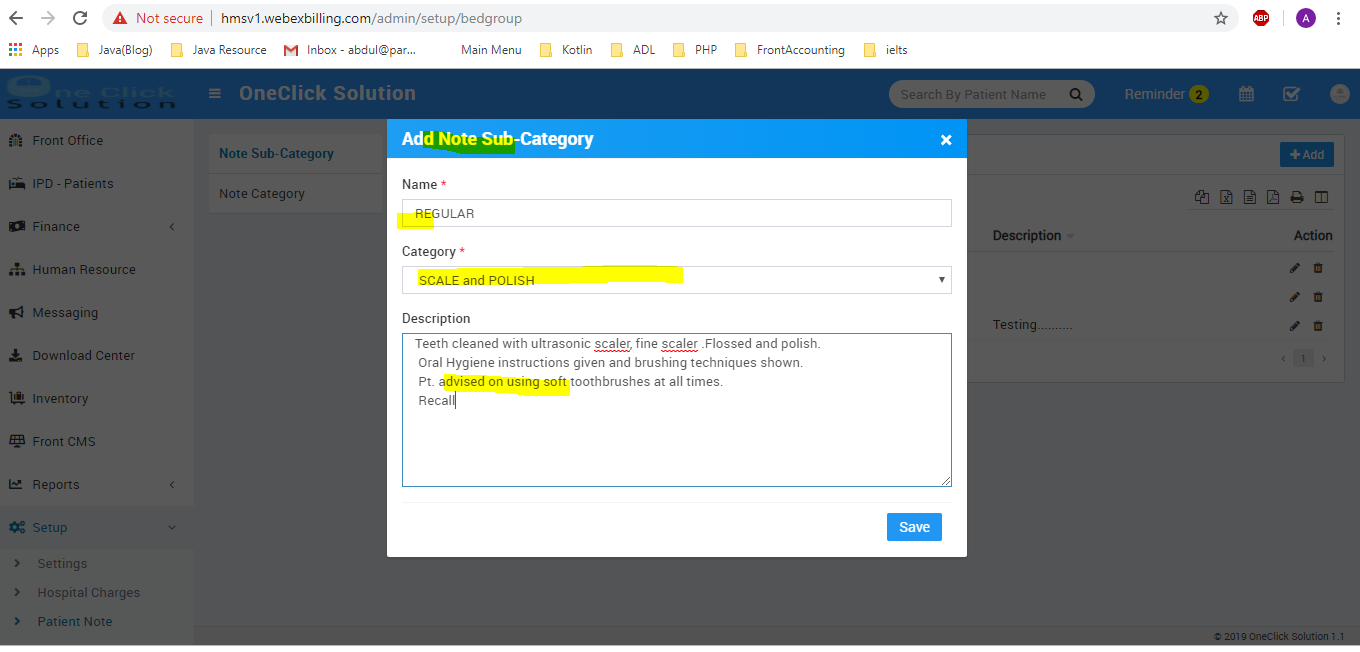 Not secure | hmsv1.webexbilling.com/admin/setup/bedgroup
ABP
A
Apps Java(Blog) Java Resource Inbox - abdul@par... Main Menu Kotlin ADL PHP FrontAccounting ielts
One Click
Solution
OneClick Solution
Search By Patient Name
Reminder 2
Front Office
IPD - Patients
Finance
Human Resource
Messaging
Download Center
Inventory
Front CMS
Reports
Setup
Settings
Hospital Charges
Patient Note
Note Sub-Category
Note Category
Add Note Sub-Category ×
Name *
REGULAR
Category *
SCALE and POLISH
Description
Teeth cleaned with ultrasonic scaler, fine scaler .Flossed and polish.
Oral Hygiene instructions given and brushing techniques shown.
Pt. advised on using soft toothbrushes at all times.
Recall
Save
+ Add
Description Action
Testing..........
‹ 1 ›
© 2019 OneClick Solution 1.1